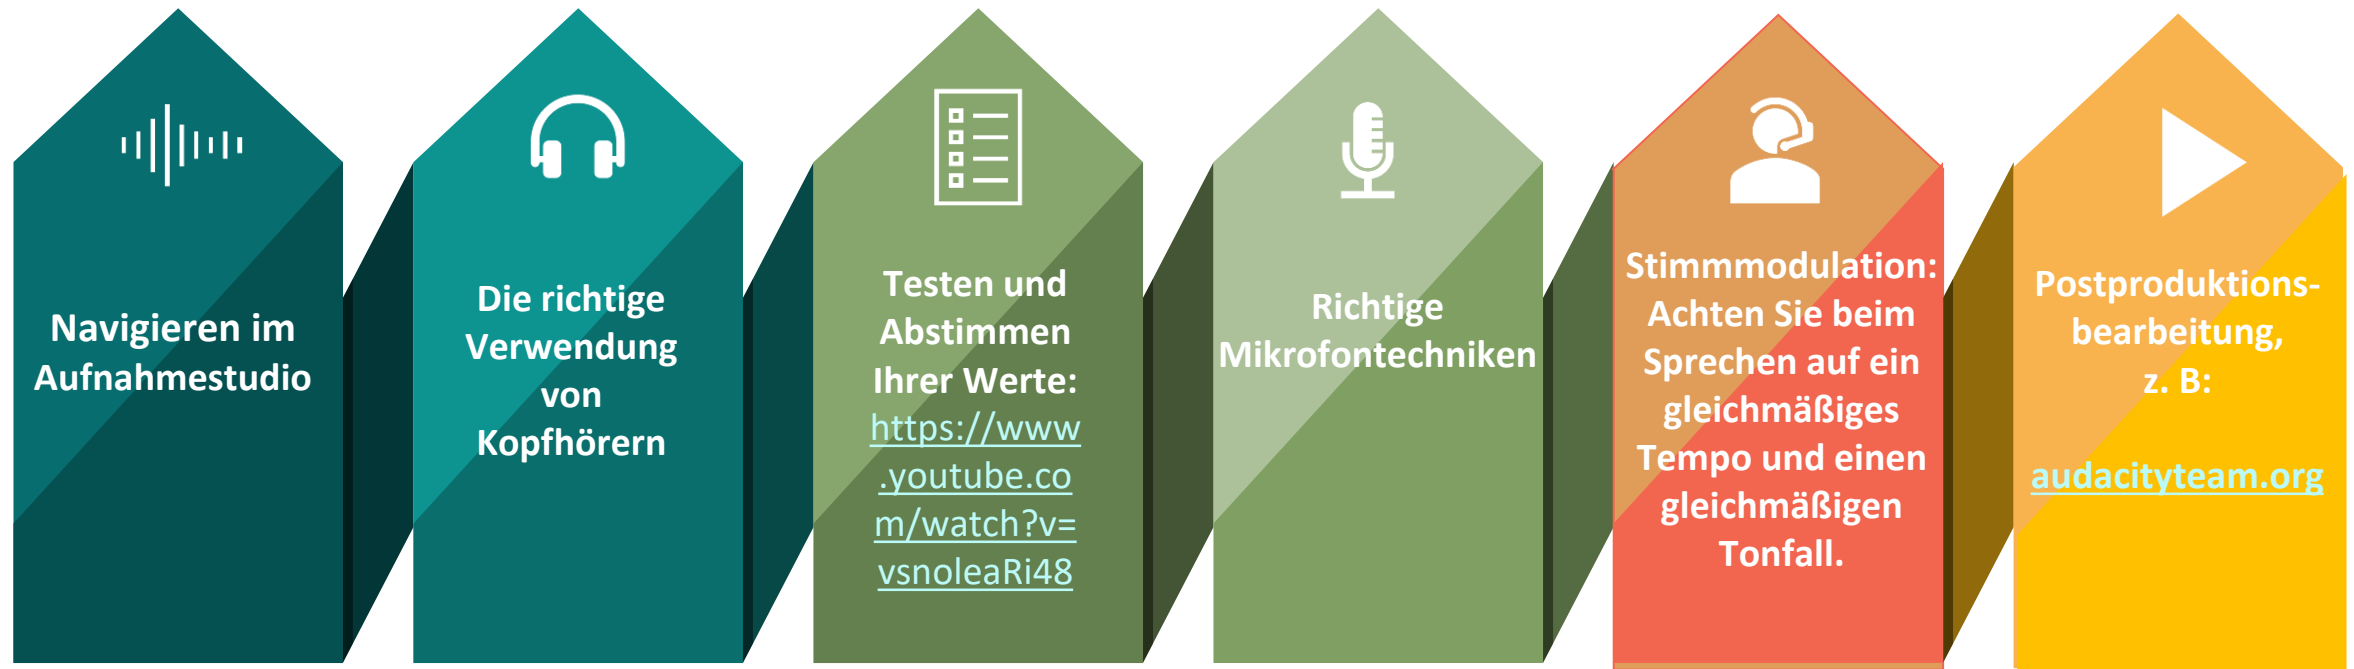 Navigieren im
Aufnahmestudio
Die richtige
Verwendung
von
Kopfhörern
Testen und
Abstimmen
Ihrer Werte:
https://www
.youtube.co
m/watch?v=
vsnoleaRi48
Richtige
Mikrofontechniken
Stimmmodulation:
Achten Sie beim
Sprechen auf ein
gleichmäßiges
Tempo und einen
gleichmäßigen
Tonfall.
Postproduktions-
bearbeitung,
z. B:
audacityteam.org